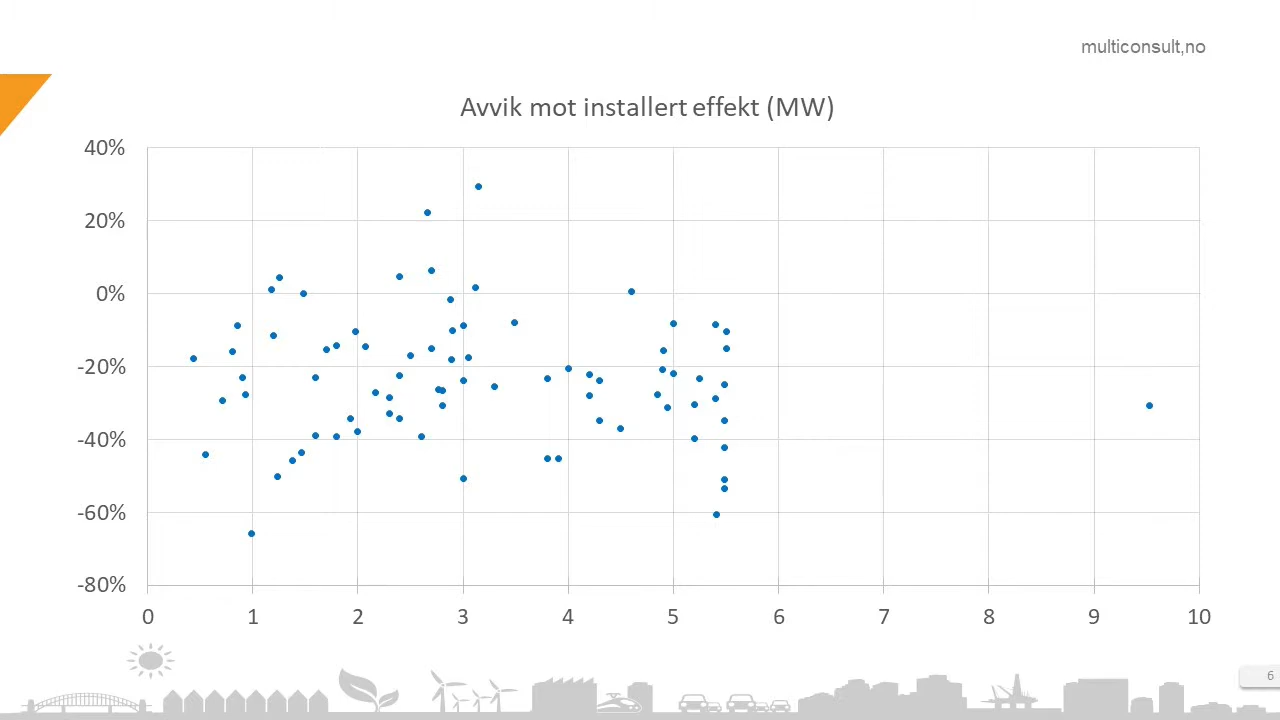 multiconsult,no
Avvik mot installert effekt (MW)
40%
20%
0%
-20%
-40%
-60%
-80%
0 1 2 3 4 5 6 7 8 9 10
6